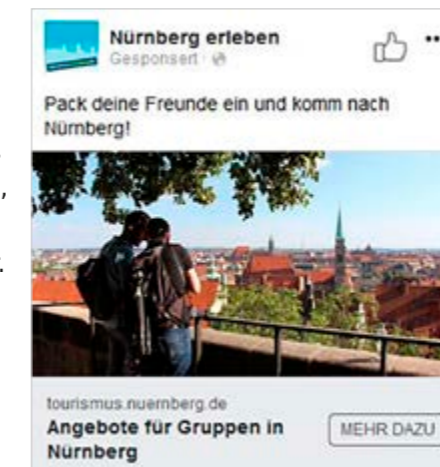 Nürnberg erleben
Gesponsert ·
Pack deine Freunde ein und komm nach
Nürnberg!
tourismus.nuernberg.de
Angebote für Gruppen in
Nürnberg
MEHR DAZU